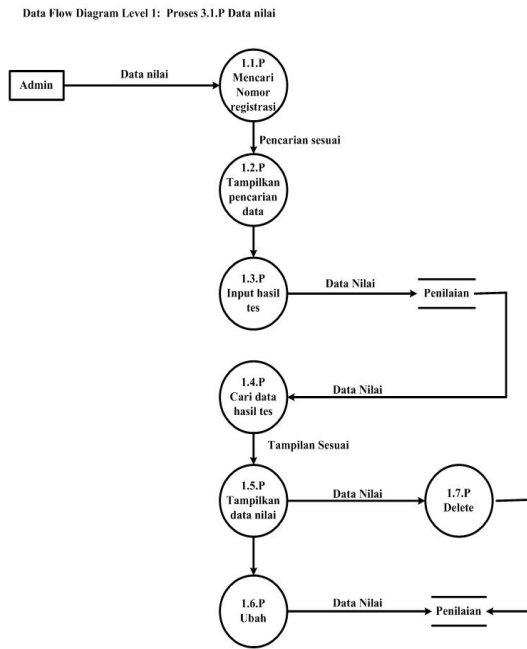 Data Flow Diagram Level 1: Proses 3.1.P Data nilai
Admin
Data nilai
1.1.P
Mencari
Nomor
registrasi
Pencarian sesuai
1.2.P
Tampilkan
pencarian
data
1.3.P
Input hasil
tes
Data Nilai
Penilaian
1.4.P
Cari data
hasil tes
Data Nilai
Tampilan Sesuai
1.5.P
Tampilkan
data nilai
Data Nilai
1.7.P
Delete
1.6.P
Ubah
Data Nilai
Penilaian